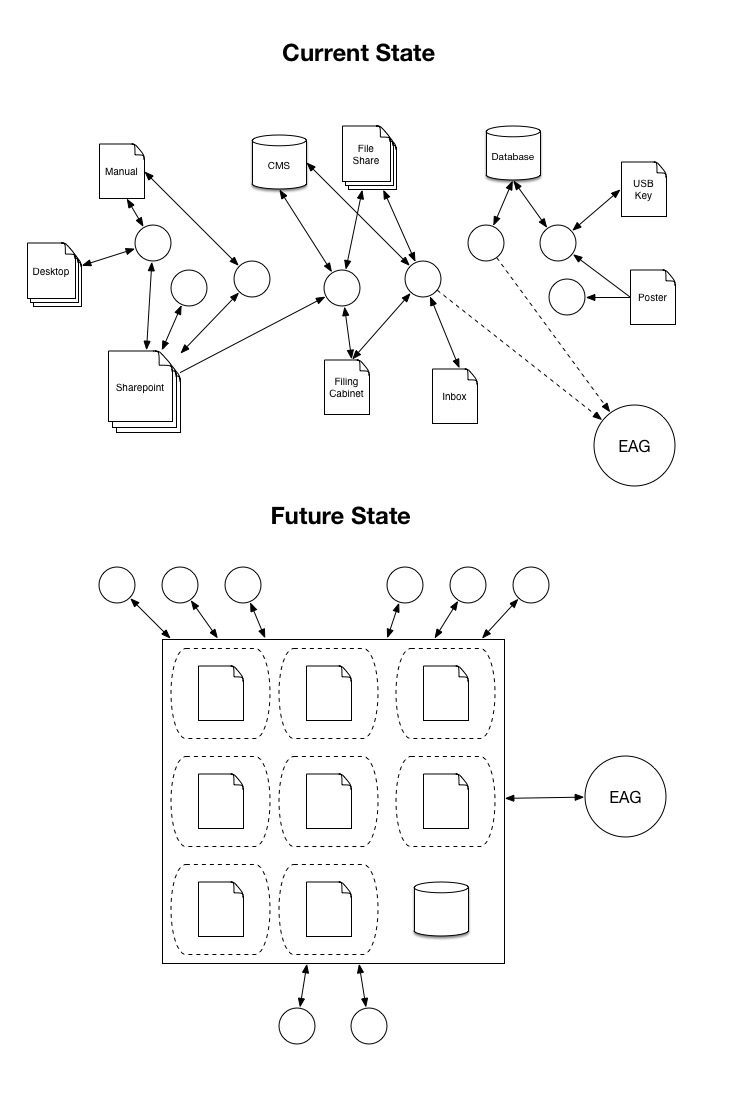 Current State
Manual
CMS
File
Share
Database
USB
Key
Desktop
Poster
Sharepoint
Filing
Cabinet
Inbox
EAG
Future State
EAG